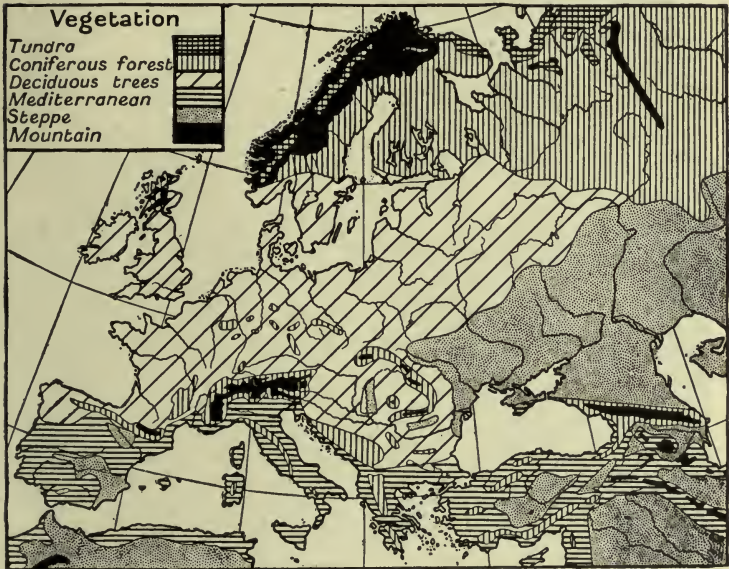 Vegetation
Tundra
Coniferous forest
Deciduous trees
Mediterranean
Steppe
Mountain